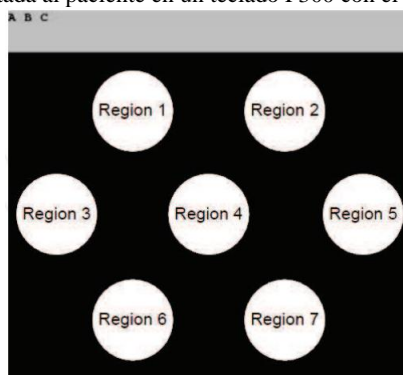 ada al paciente en un teclado P300 con el
A B C
Region 1 Region 2
Region 3 Region 4 Region 5
Region 6 Region 7